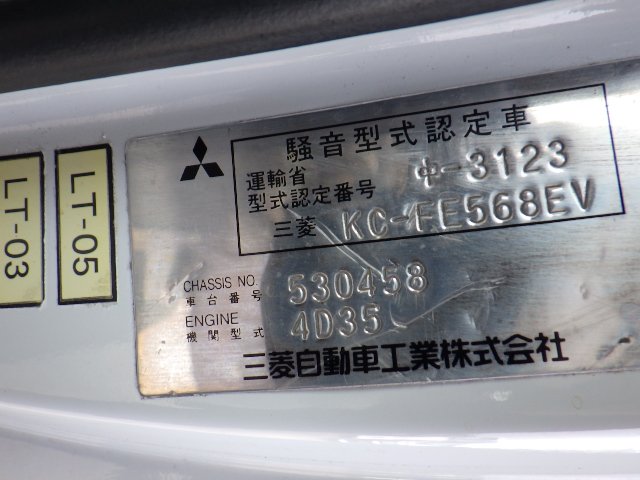 LT-03
LT-05
騒音型式認定車
運輸省
型式認定番号 中-3123
三菱 KC-FE568EV
CHASSIS NO.
車台番号 530458
ENGINE
機関型式 4D35
三菱自動車工業株式会社